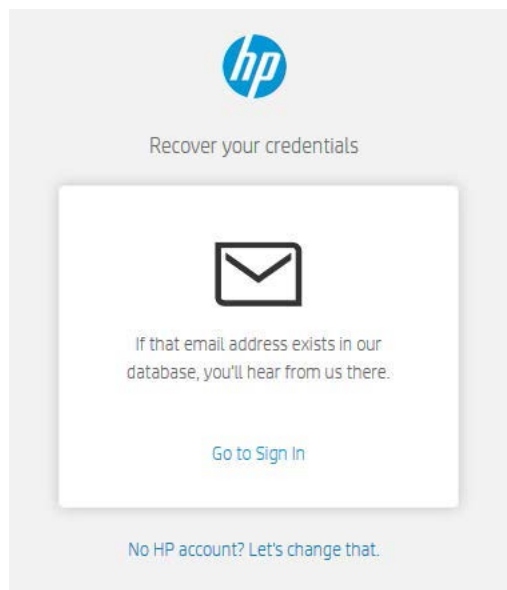 hp
Recover your credentials
If that email address exists in our
database, you'll hear from us there.
Go to Sign In
No HP account? Let's change that.